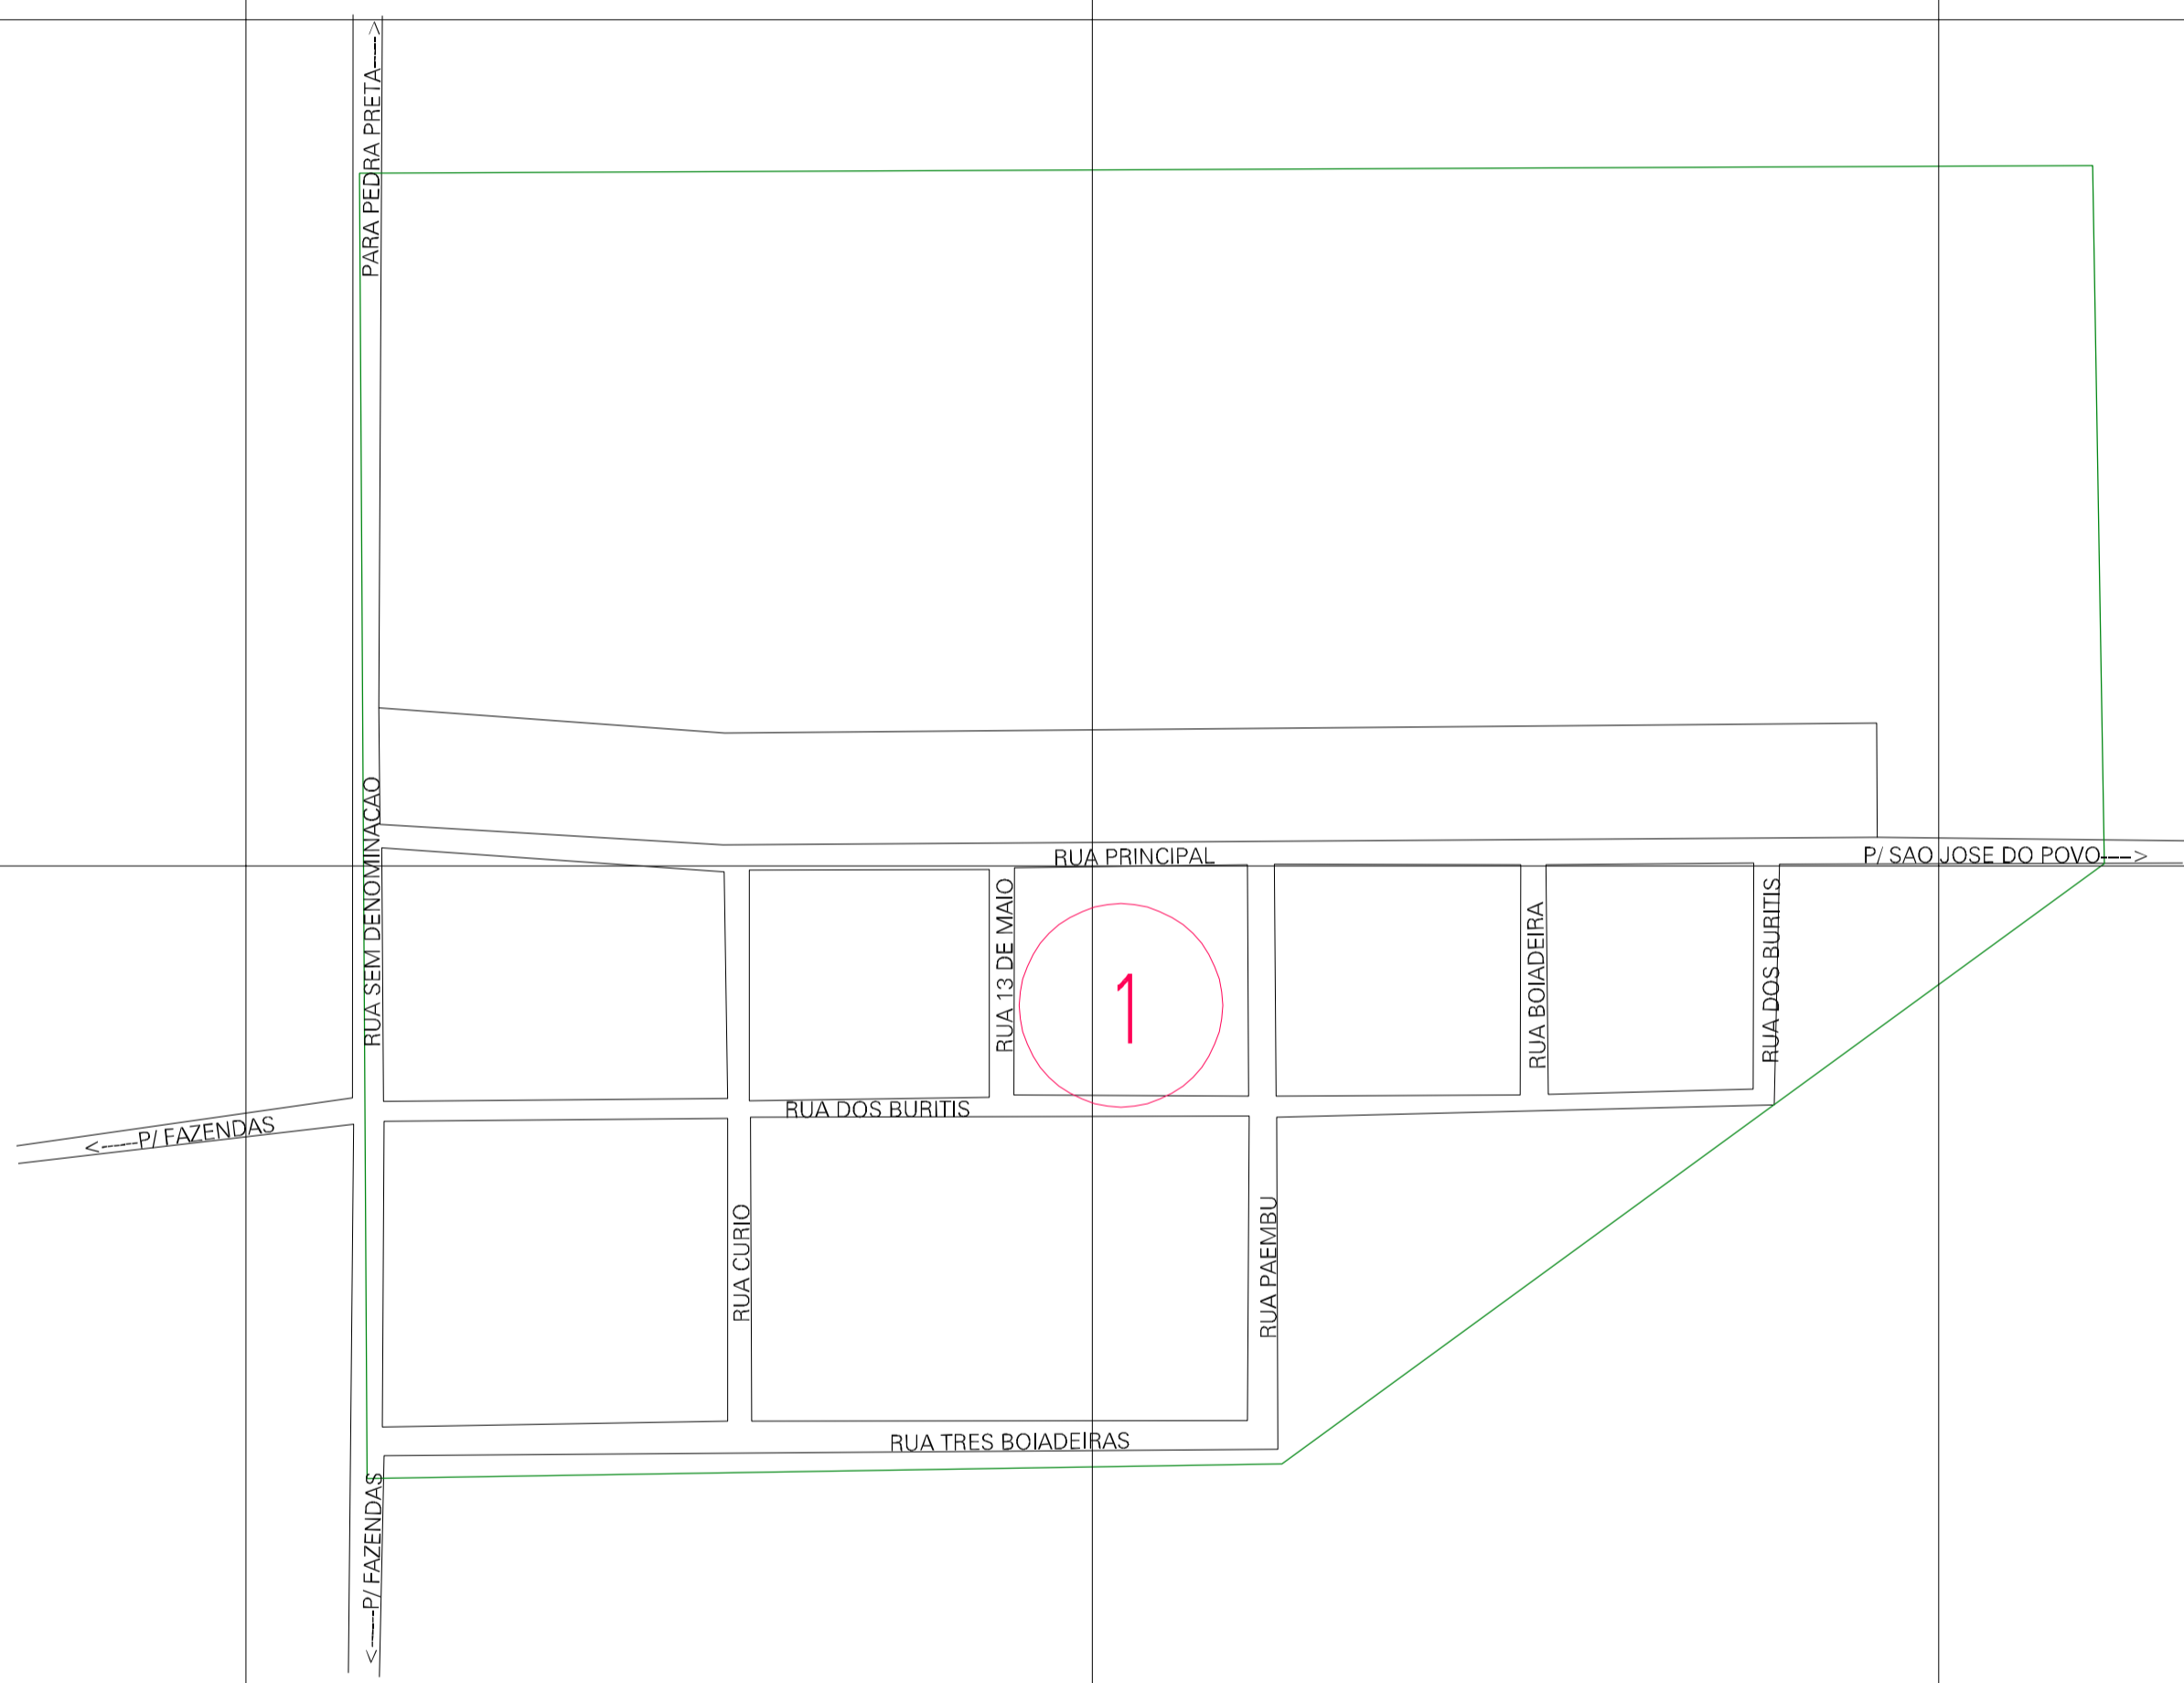 PARA PEDRA PRETA----->
RUA SEM DENOMINACAO
RUA PRINCIPAL
P/ SAO JOSE DO POVO---->
RUA 13 DE MAIO
1
RUA BOIADEIRA
RUA DOS BURITIS
RUA DOS BURITIS
<------P/ FAZENDAS
RUA CURIO
RUA PAEMBU
RUA TRES BOIADEIRAS
<------P/ FAZENDAS